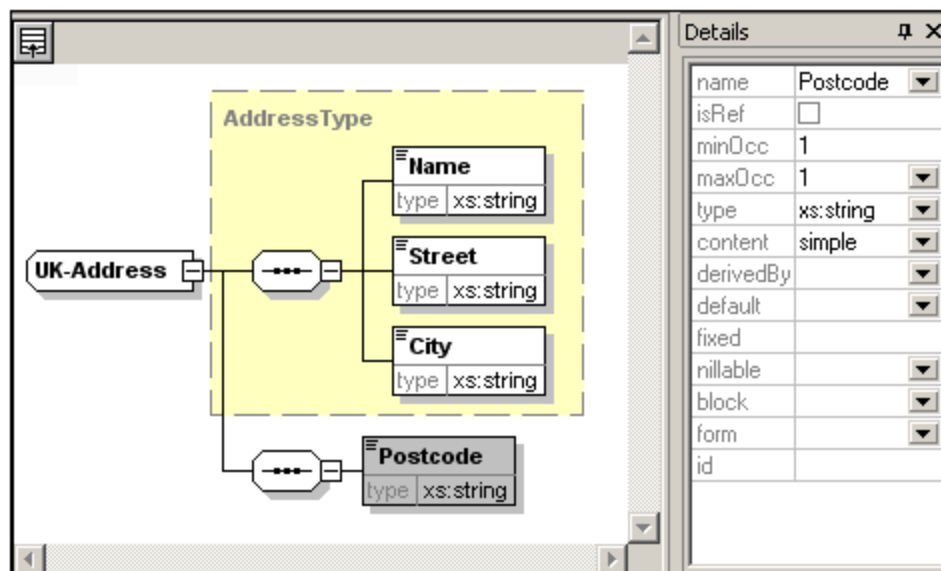 Details
AddressType
Name
type xs:string
Street
type xs:string
UK-Address
City
type xs:string
Postcode
type xs:string
name Postcode
isRef
minOcc 1
maxOcc 1
type xs:string
content simple
derivedBy
default
fixed
nillable
block
form
id